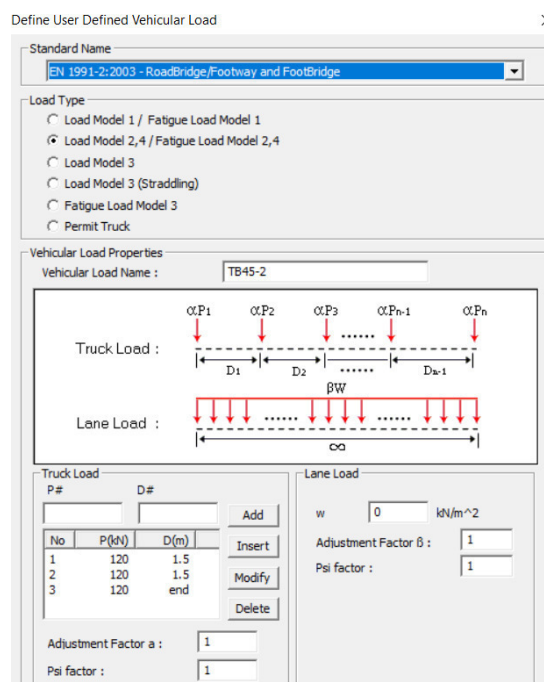 Define User Defined Vehicular Load
Standard Name
EN 1991-2:2003 - RoadBridge/Footway and FootBridge
Load Type
Load Model 1 / Fatigue Load Model 1
Load Model 2,4 / Fatigue Load Model 2,4
Load Model 3
Load Model 3 (Straddling)
Fatigue Load Model 3
Permit Truck
Vehicular Load Properties
Vehicular Load Name : TB45-2
αP1 αP2 αP3 αPn-1 αPn
Truck Load :
D1 D2 ...... Dn-1
βW
Lane Load :
∞
Truck Load
P# D#
Add
No P(kN) D(m)
1 120 1.5
2 120 1.5
3 120 end
Insert
Modify
Delete
Adjustment Factor a : 1
Psi factor : 1
Lane Load
w 0 kN/m^2
Adjustment Factor ß : 1
Psi factor : 1